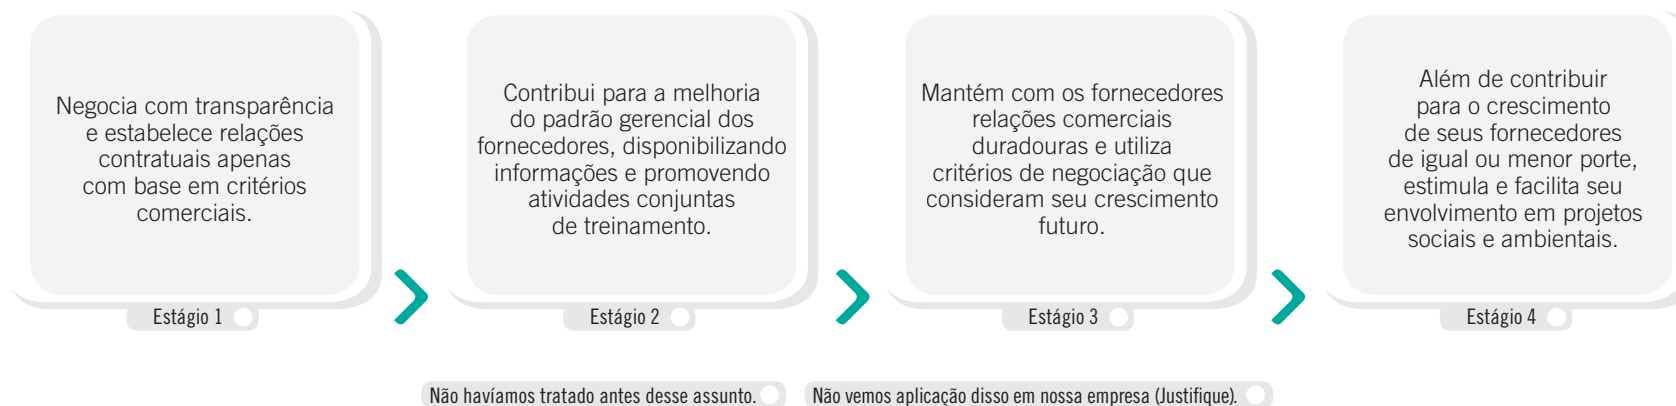 Negocia com transparência
e estabelece relações
contratuais apenas
com base em critérios
comerciais.
Estágio 1
Contribui para a melhoria
do padrão gerencial dos
fornecedores, disponibilizando
informações e promovendo
atividades conjuntas
de treinamento.
Estágio 2
Mantém com os fornecedores
relações comerciais
duradouras e utiliza
critérios de negociação que
consideram seu crescimento
futuro.
Estágio 3
Além de contribuir
para o crescimento
de seus fornecedores
de igual ou menor porte,
estimula e facilita seu
envolvimento em projetos
sociais e ambientais.
Estágio 4
Não havíamos tratado antes desse assunto.
Não vemos aplicação disso em nossa empresa (Justifique).